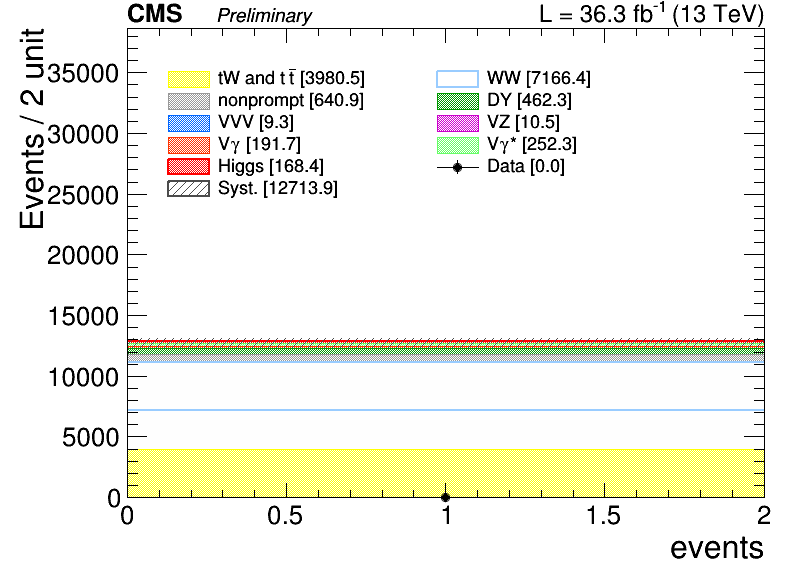 CMS Preliminary L = 36.3 fb⁻¹ (13 TeV)
Events / 2 unit
35000
30000
25000
20000
15000
10000
5000
0
tW and t t̄ [3980.5]
WW [7166.4]
nonprompt [640.9]
DY [462.3]
VVV [9.3]
VZ [10.5]
Vγ [191.7]
Vγ* [252.3]
Higgs [168.4]
Data [0.0]
Syst. [12713.9]
0 0.5 1 1.5 2
events